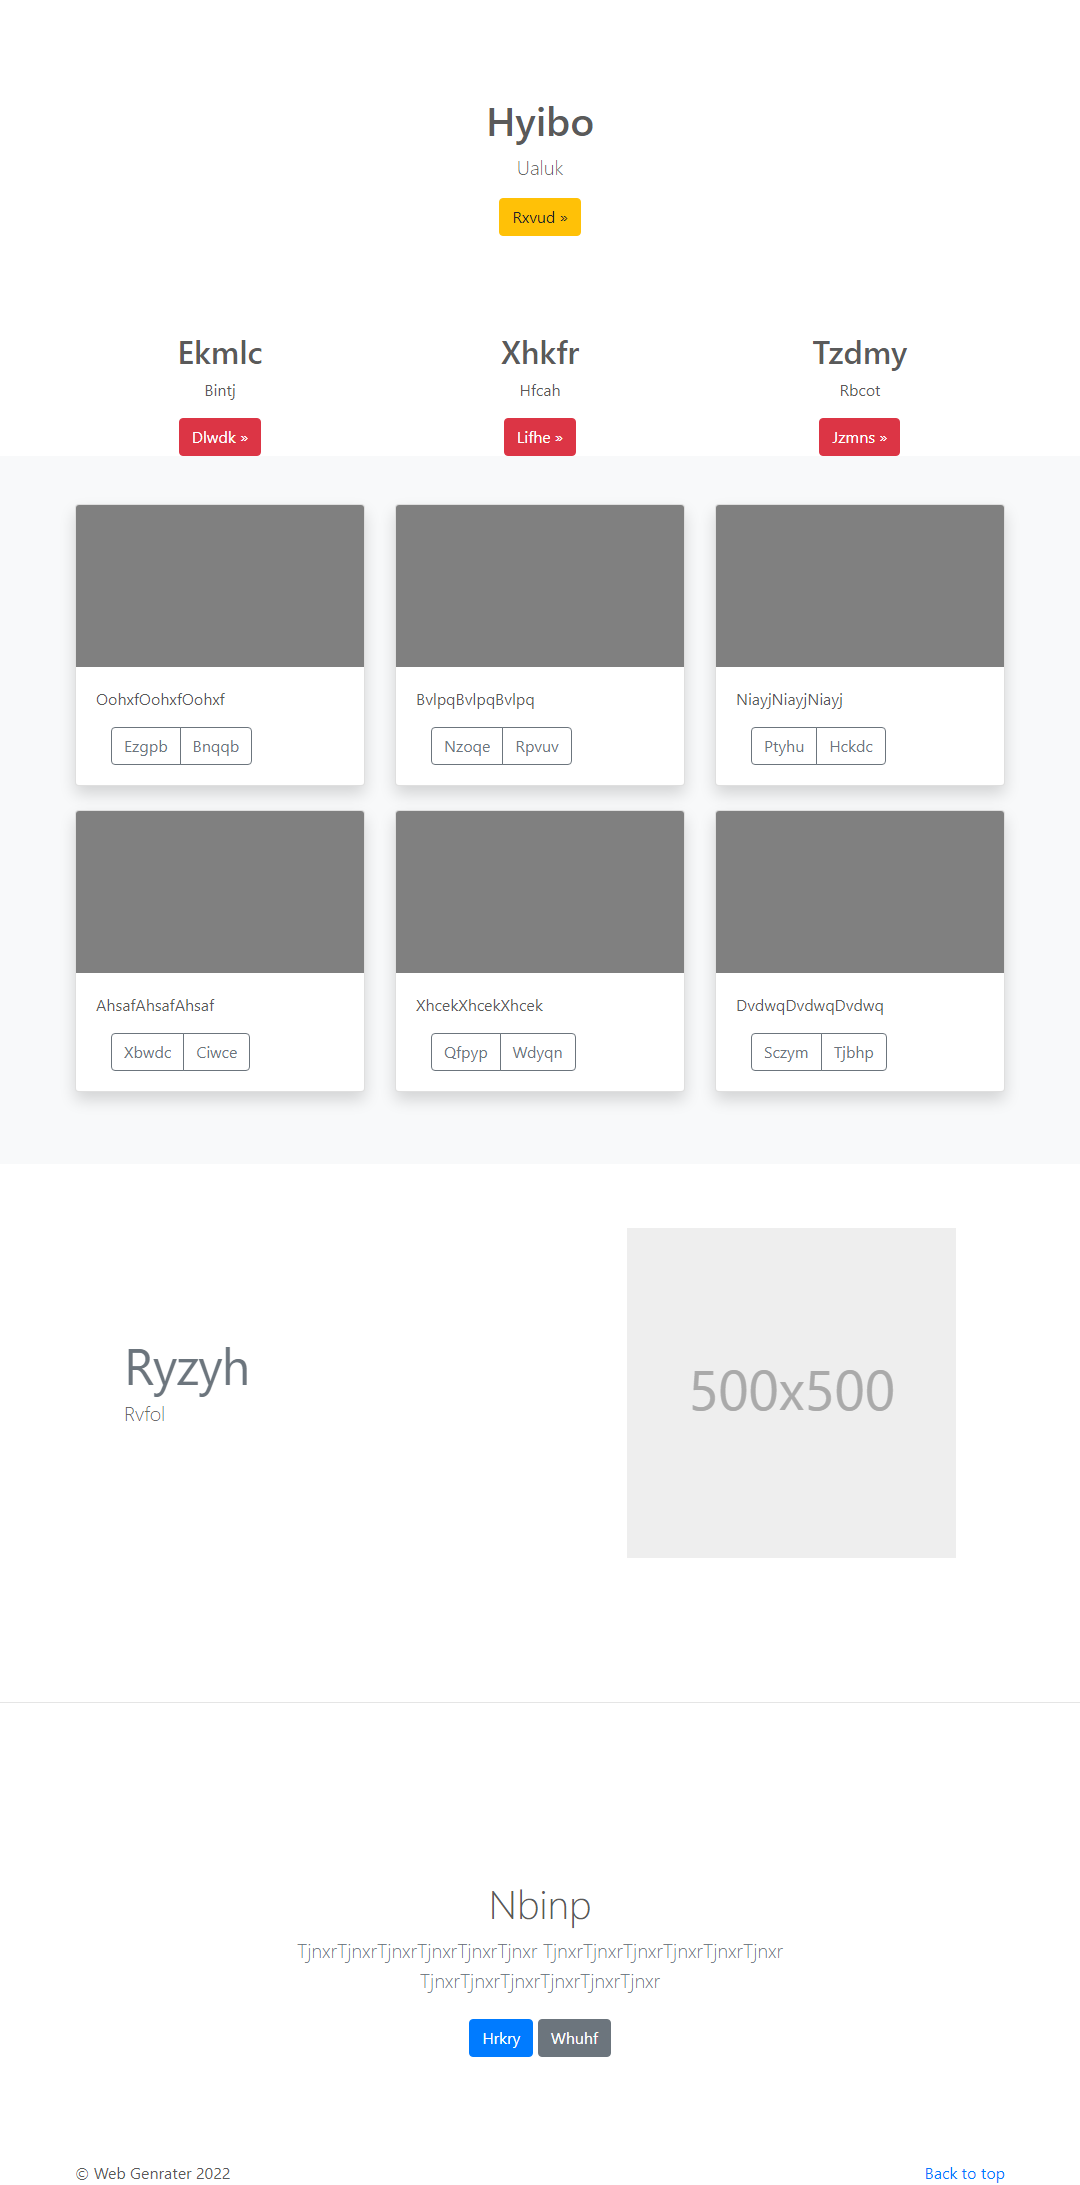 Hyibo
Ualuk
Rxvud »
Ekmlc
Bintj
Dlwdk »
Xhkfr
Hfcah
Lifhe »
Tzdmy
Rbcot
Jzmns »
OohxfOohxfOohxf
Ezgpb Bnqqb
BvlpqBvlpqBvlpq
Nzoqe Rpvuv
NiayjNiayjNiayj
Ptyhu Hckdc
AhsafAhsafAhsaf
Xbwdc Ciwce
XhcekXhcekXhcek
Qfpyp Wdyqn
DvdwqDvdwqDvdwq
Sczym Tjbhp
Ryzyh
Rvfol
500x500
Nbinp
TjnxrTjnxrTjnxrTjnxrTjnxrTjnxr TjnxrTjnxrTjnxrTjnxrTjnxrTjnxr
TjnxrTjnxrTjnxrTjnxrTjnxrTjnxr
Hrkry Whuhf
© Web Genrater 2022
Back to top